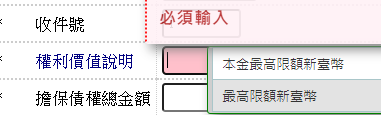 必須輸入
* 收件號
* 權利價值說明
本金最高限額新臺幣
* 擔保債權總金額
最高限額新臺幣